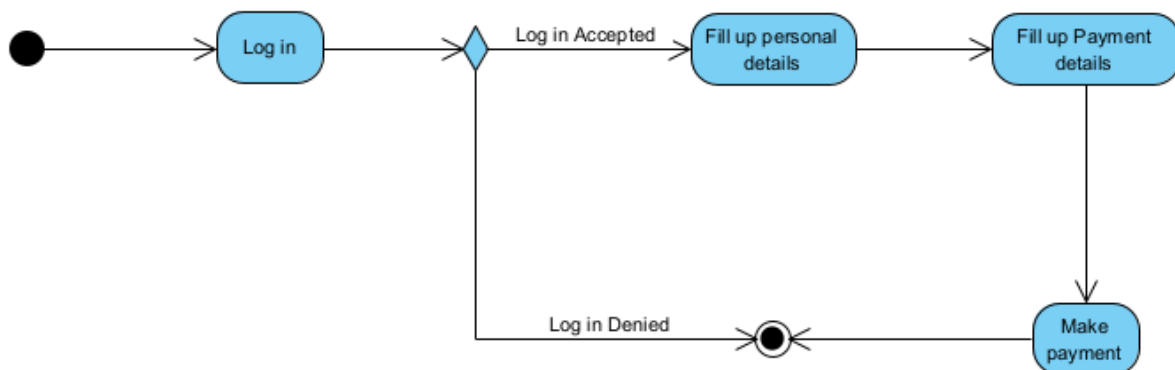 Log in
Log in Accepted
Fill up personal
details
Fill up Payment
details
Log in Denied
Make
payment